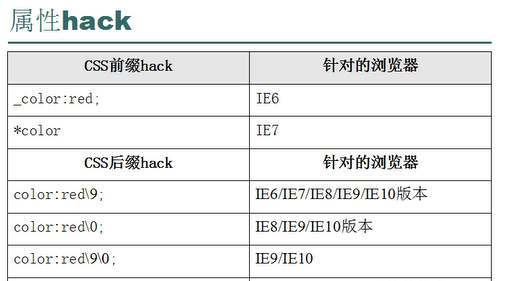 属性hack
CSS前缀hack 针对的浏览器
_color:red; IE6
*color IE7
CSS后缀hack 针对的浏览器
color:red\9; IE6/IE7/IE8/IE9/IE10版本
color:red\0; IE8/IE9/IE10版本
color:red\9\0; IE9/IE10